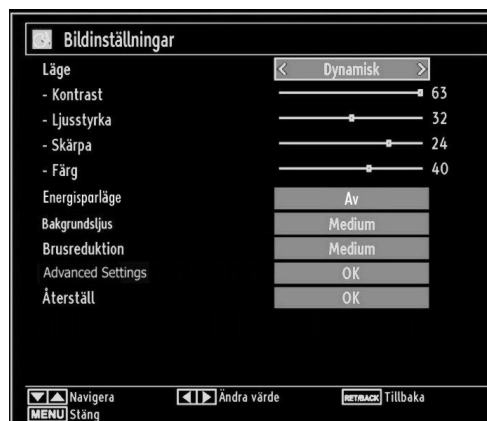 Bildinställningar
Läge Dynamisk
- Kontrast 63
- Ljusstyrka 32
- Skärpa 24
- Färg 40
Energisparläge Av
Bakgrundsljus Medium
Brusreduktion Medium
Advanced Settings OK
Återställ OK
Navigera Ändra värde RET/BACK Tillbaka
MENU Stäng